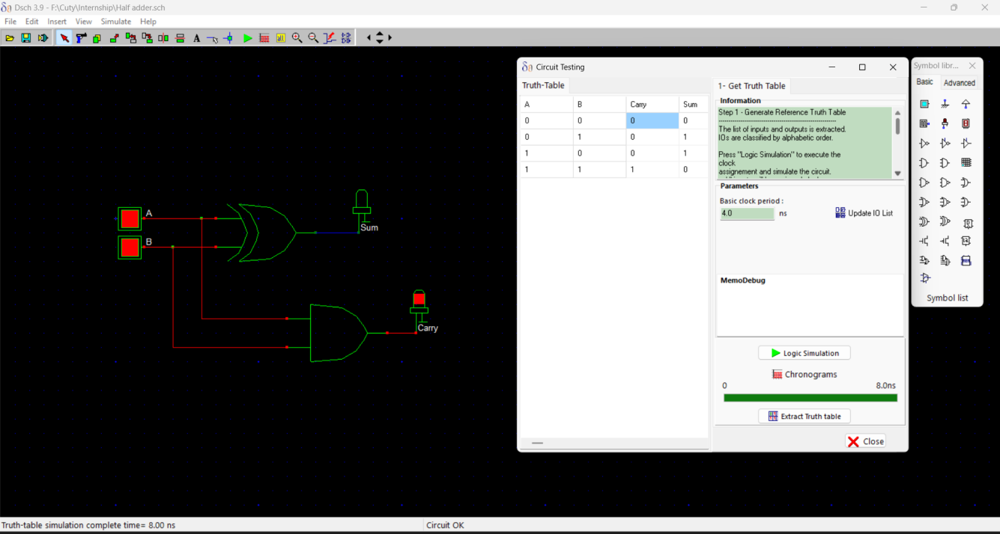 Dsch 3.9 - F:\Cuty\Internship\Half adder.sch
File Edit Insert View Simulate Help
A
B
Sum
Carry
Circuit Testing
Truth-Table
A B Carry Sum
0 0 0 0
0 1 0 1
1 0 0 1
1 1 1 0
1- Get Truth Table
Information
Step 1 - Generate Reference Truth Table
The list of inputs and outputs is extracted.
IOs are classified by alphabetic order.
Press "Logic Simulation" to execute the
clock
assignement and simulate the circuit.
Parameters
Basic clock period :
4.0 ns
Update IO List
MemoDebug
Logic Simulation
Chronograms
0 8.0ns
Extract Truth table
Close
Symbol libr...
Basic Advanced
Symbol list
Truth-table simulation complete time= 8.00 ns
Circuit OK